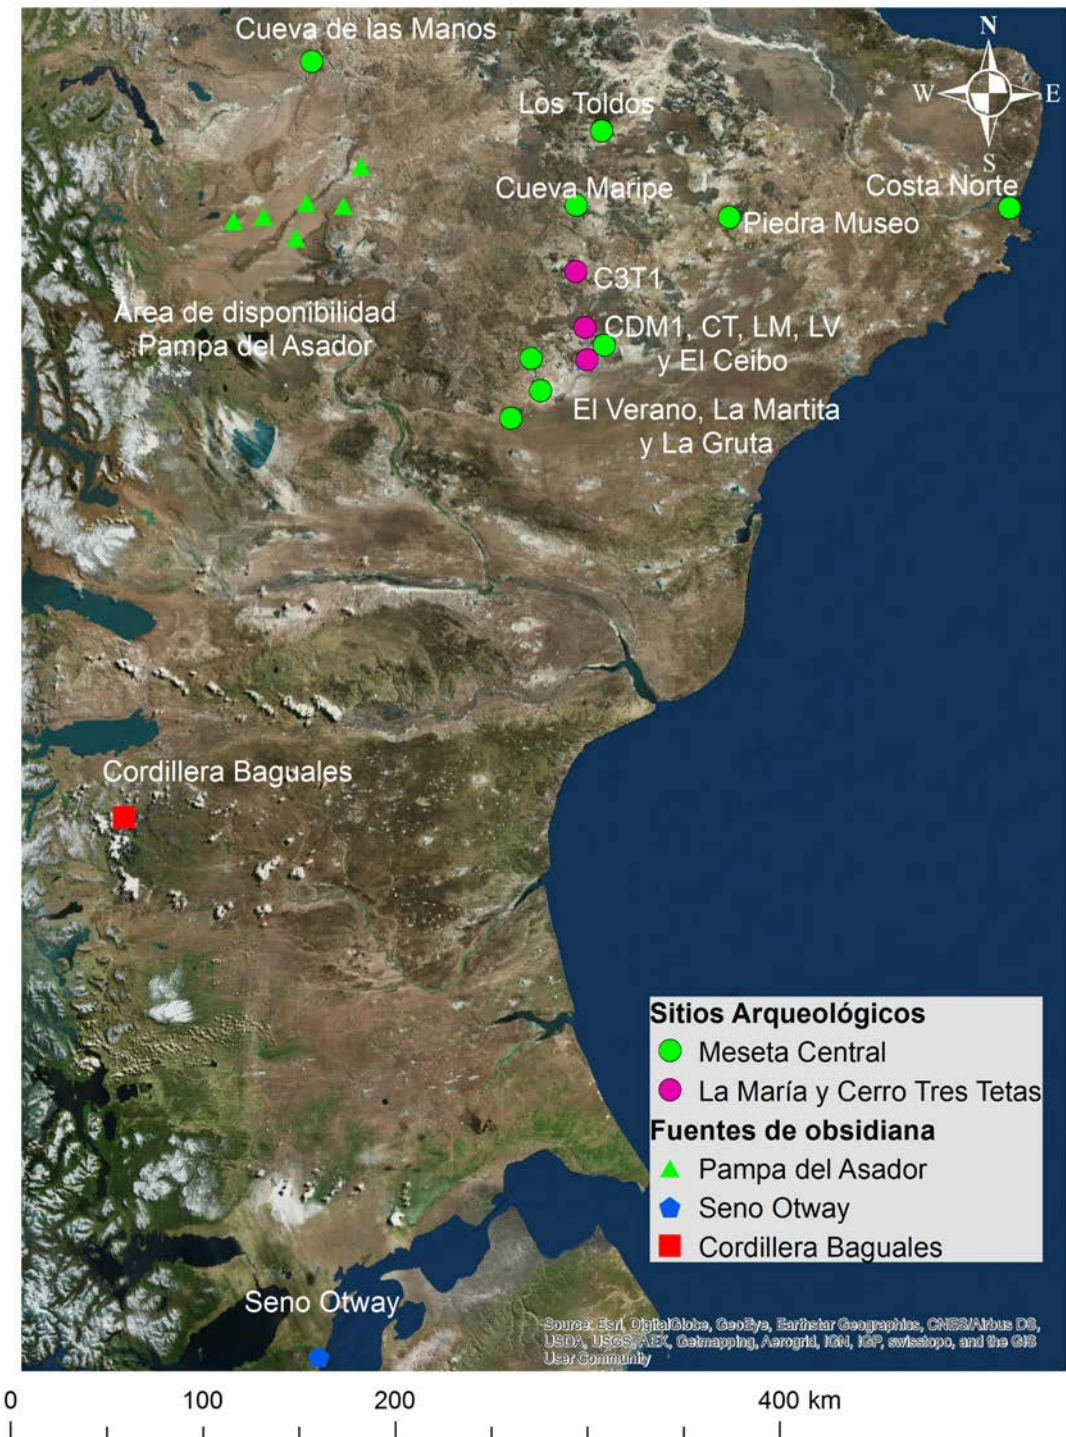 Cueva de las Manos
N
W
E
S
Los Toldos
Cueva Maripe
Costa Norte
Piedra Museo
C3T1
Área de disponibilidad
Pampa del Asador
CDM1, CT, LM, LV
y El Ceibo
El Verano, La Martita
y La Gruta
Cordillera Baguales
Sitios Arqueológicos
Meseta Central
La María y Cerro Tres Tetas
Fuentes de obsidiana
Pampa del Asador
Seno Otway
Cordillera Baguales
Seno Otway
Source: Esri, DigitalGlobe, GeoEye, Earthstar Geographics, CNES/Airbus DS,
USDA, USGS, AEX, Getmapping, Aerogrid, IGN, IGP, swisstopo, and the GIS
User Community
0
100
200
400 km